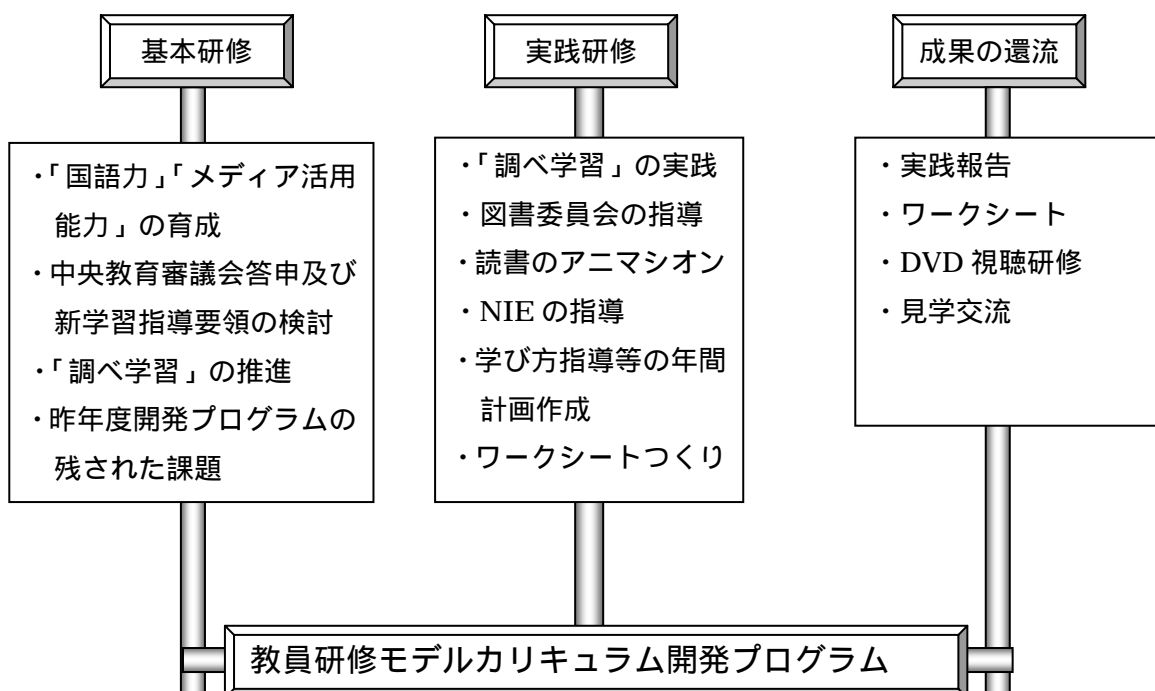 基本研修
・「国語力」「メディア活用
能力」の育成
・中央教育審議会答申及び
新学習指導要領の検討
・「調べ学習」の推進
・昨年度開発プログラムの
残された課題
実践研修
・「調べ学習」の実践
・図書委員会の指導
・読書のアニマシオン
・NIE の指導
・学び方指導等の年間
計画作成
・ワークシートつくり
成果の還流
・実践報告
・ワークシート
・DVD 視聴研修
・見学交流
教員研修モデルカリキュラム開発プログラム